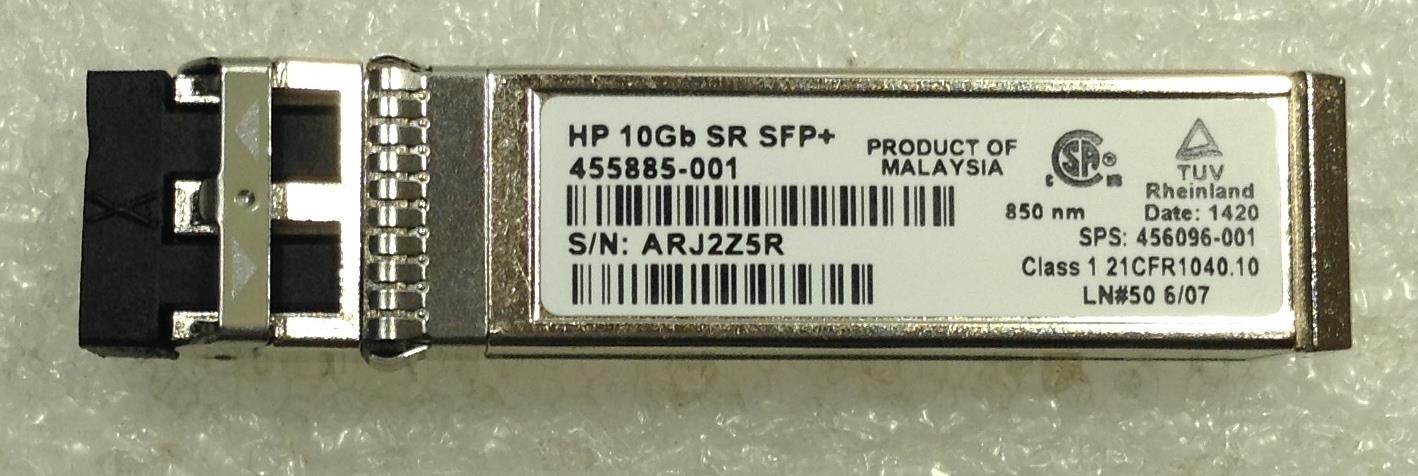 HP 10Gb SR SFP+
455885-001
S/N: ARJ2Z5R
PRODUCT OF
MALAYSIA
SA
®
TUV
Rheinland
850 nm
Date: 1420
SPS: 456096-001
Class 1 21CFR1040.10
LN#50 6/07